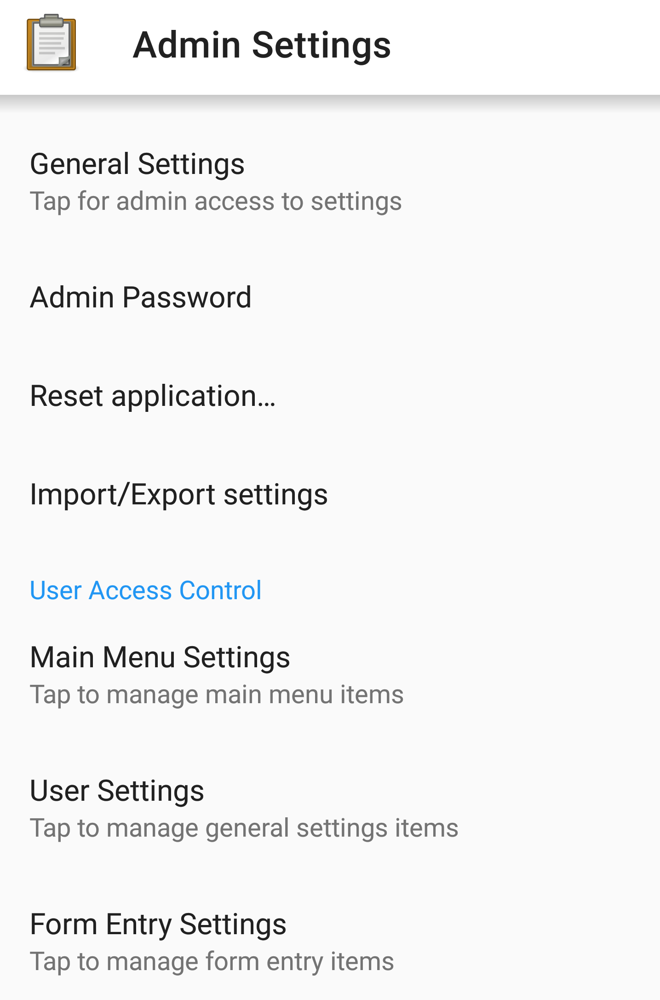 Admin Settings
General Settings
Tap for admin access to settings
Admin Password
Reset application…
Import/Export settings
User Access Control
Main Menu Settings
Tap to manage main menu items
User Settings
Tap to manage general settings items
Form Entry Settings
Tap to manage form entry items